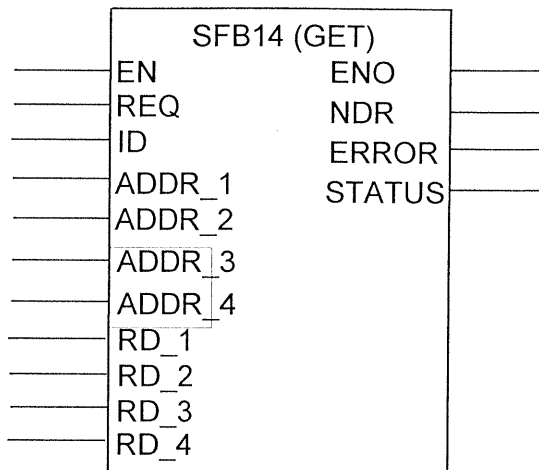 SFB14 (GET)
EN ENO
REQ NDR
ID ERROR
ADDR_1 STATUS
ADDR_2
ADDR_3
ADDR_4
RD_1
RD_2
RD_3
RD_4